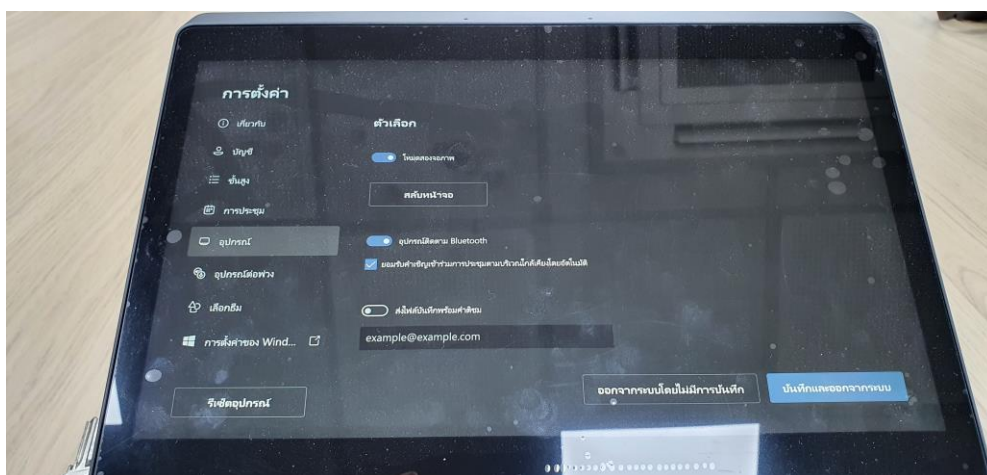 การตั้งค่า
เกี่ยวกับ
บัญชี
ขั้นสูง
การประชุม
อุปกรณ์
อุปกรณ์ต่อพ่วง
เลือกธีม
การตั้งค่าของ Wind...
รีเซ็ตอุปกรณ์
ตัวเลือก
โหมดสองจอภาพ
สลับหน้าจอ
อุปกรณ์ติดตาม Bluetooth
ยอมรับคำเชิญเข้าร่วมการประชุมตามบริเวณใกล้เคียงโดยอัตโนมัติ
ส่งไฟล์บันทึกพร้อมคำติชม
example@example.com
ออกจากระบบโดยไม่มีการบันทึก
บันทึกและออกจากระบบ